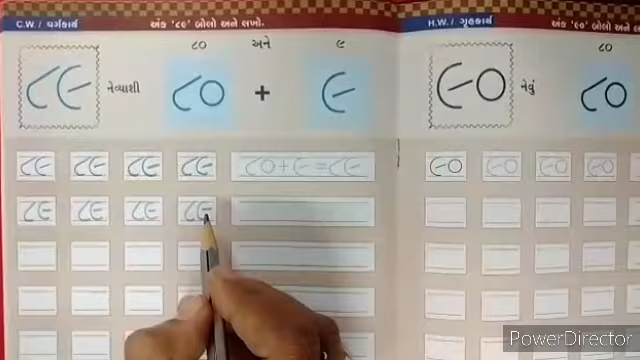 C.W. / વર્ગકાર્ય
અંક '૮૯' બોલો અને લખો.
૮૦ અને ૯
૮૯ નેવ્યાશી ૮૦ + ૯
૮૯ ૮૯ ૮૯ ૮૯ ૮૦+૯=૮૯
૮૯ ૮૯ ૮૯ ૮૯
H.W. / ગૃહકાર્ય
અંક '૯૦' બોલો અને
૮૦
૯૦ નેવું ૮૦
૯૦ ૯૦ ૯૦ ૯૦
PowerDirector